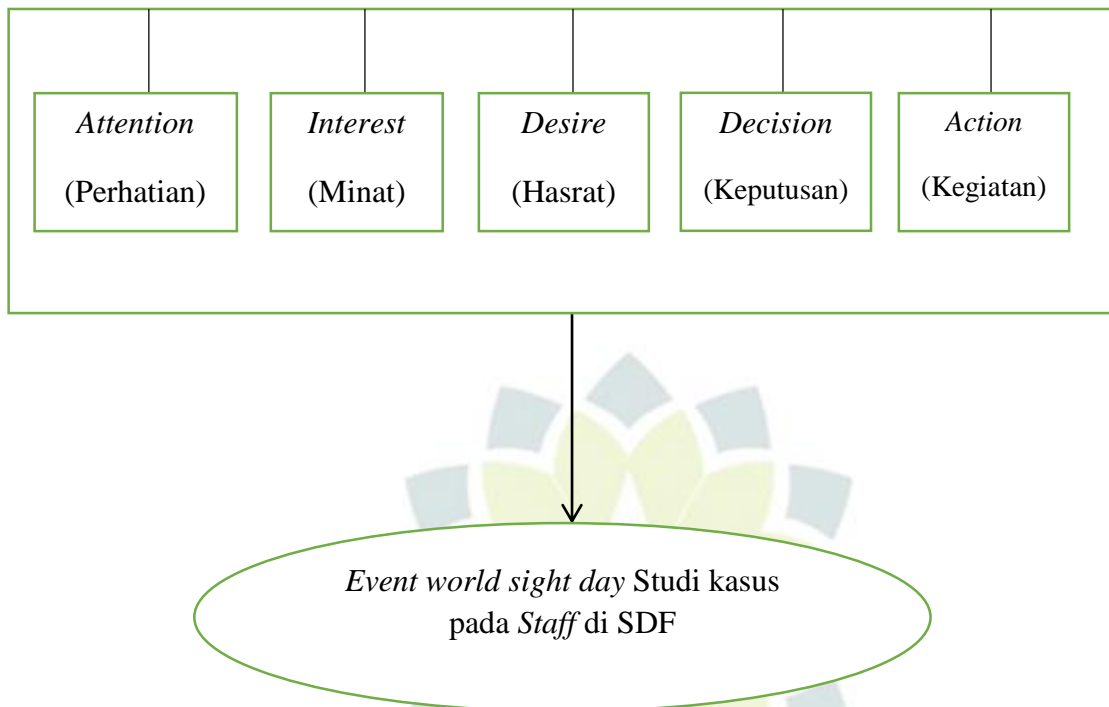 Attention
(Perhatian)
Interest
(Minat)
Desire
(Hasrat)
Decision
(Keputusan)
Action
(Kegiatan)
Event world sight day Studi kasus
pada Staff di SDF